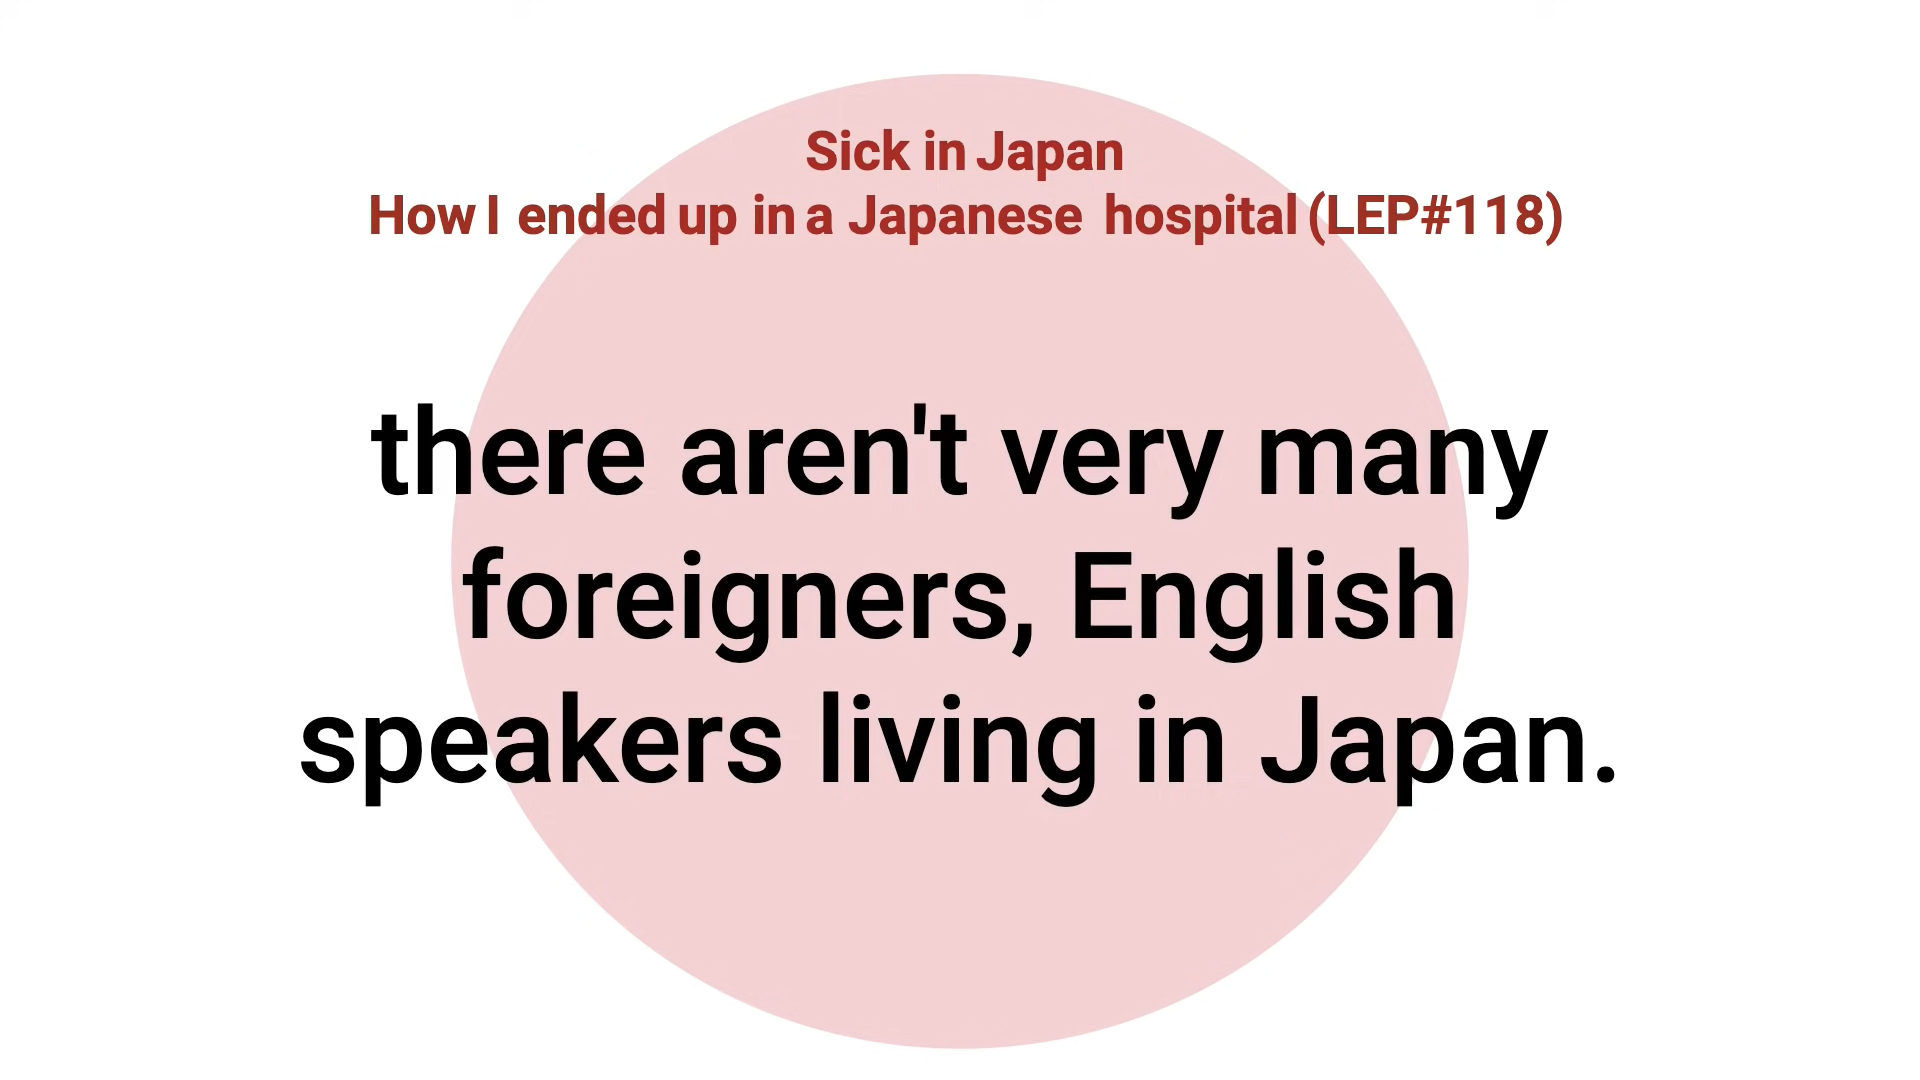 Sick in Japan
How I ended up in a Japanese hospital (LEP#118)
there aren't very many
foreigners, English
speakers living in Japan.